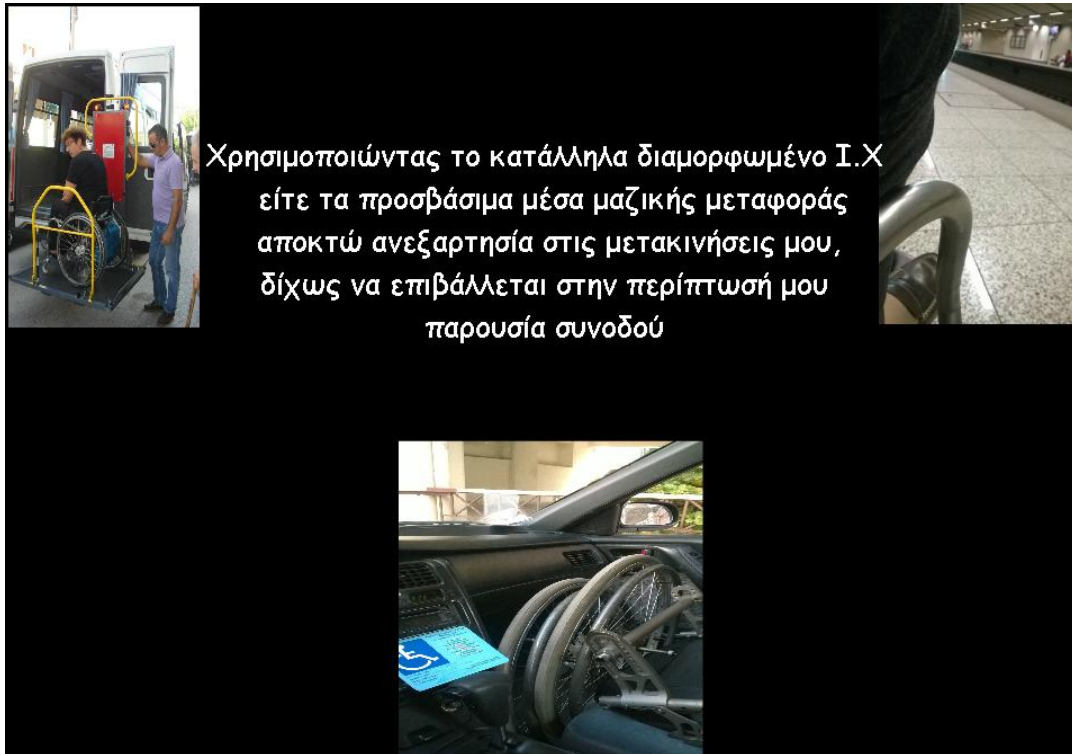 Χρησιμοποιώντας το κατάλληλα διαμορφωμένο Ι.Χ
είτε τα προσβάσιμα μέσα μαζικής μεταφοράς
αποκτώ ανεξαρτησία στις μετακινήσεις μου,
δίχως να επιβάλλεται στην περίπτωσή μου
παρουσία συνοδού